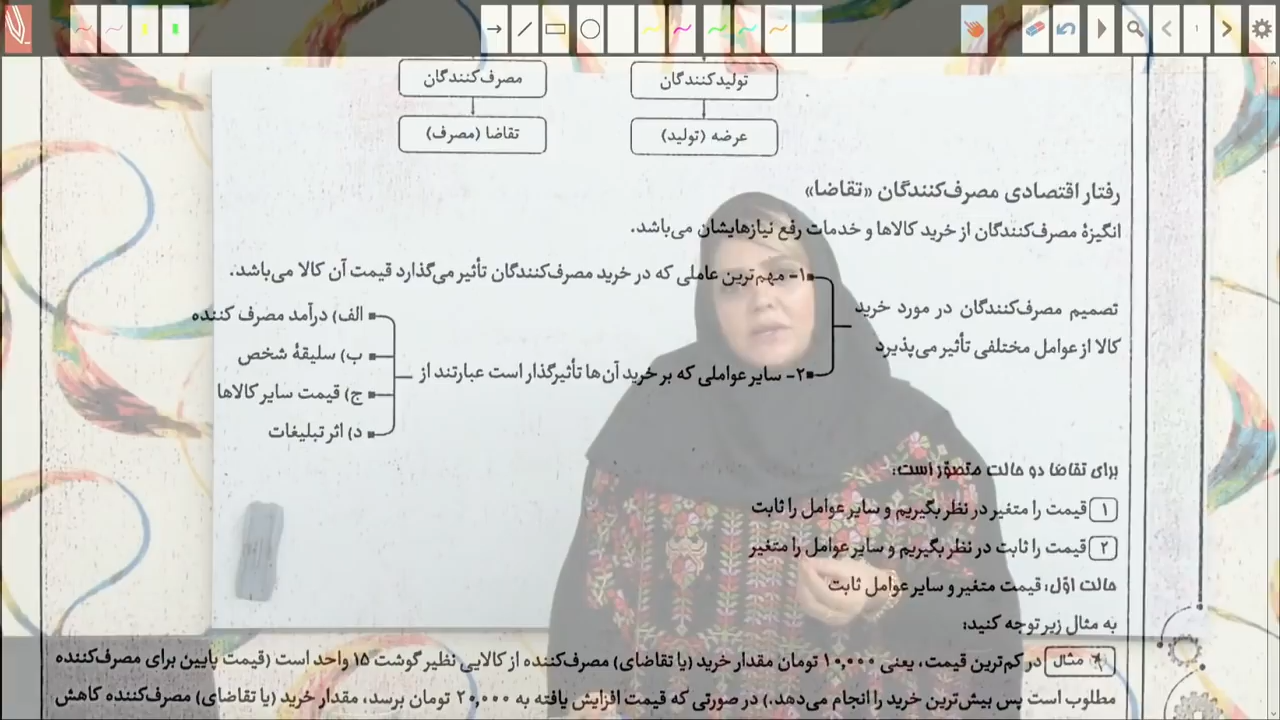 مصرف‌کنندگان
تولیدکنندگان
تقاضا (مصرف)
عرضه (تولید)
رفتار اقتصادی مصرف‌کنندگان «تقاضا»
انگیزهٔ مصرف‌کنندگان از خرید کالاها و خدمات رفع نیازهایشان می‌باشد.
تصمیم مصرف‌کنندگان در مورد خرید
کالا از عوامل مختلفی تأثیر می‌پذیرد
۱- مهم‌ترین عاملی که در خرید مصرف‌کنندگان تأثیر می‌گذارد قیمت آن کالا می‌باشد.
۲- سایر عواملی که بر خرید آن‌ها تأثیرگذار است عبارتند از
الف) درآمد مصرف کننده
ب) سلیقهٔ شخص
ج) قیمت سایر کالاها
د) اثر تبلیغات
برای تقاضا دو حالت متصوّر است:
۱ قیمت را متغیر در نظر بگیریم و سایر عوامل را ثابت
۲ قیمت را ثابت در نظر بگیریم و سایر عوامل را متغیر
حالت اوّل: قیمت متغیر و سایر عوامل ثابت
به مثال زیر توجه کنید:
مثال در کم‌ترین قیمت، یعنی ۱۰,۰۰۰ تومان مقدار خرید (یا تقاضای) مصرف‌کننده از کالایی نظیر گوشت ۱۵ واحد است (قیمت پایین برای مصرف‌کننده
مطلوب است پس بیش‌ترین خرید را انجام می‌دهد.) در صورتی که قیمت افزایش یافته به ۲۰,۰۰۰ تومان برسد، مقدار خرید (یا تقاضای) مصرف‌کننده کاهش